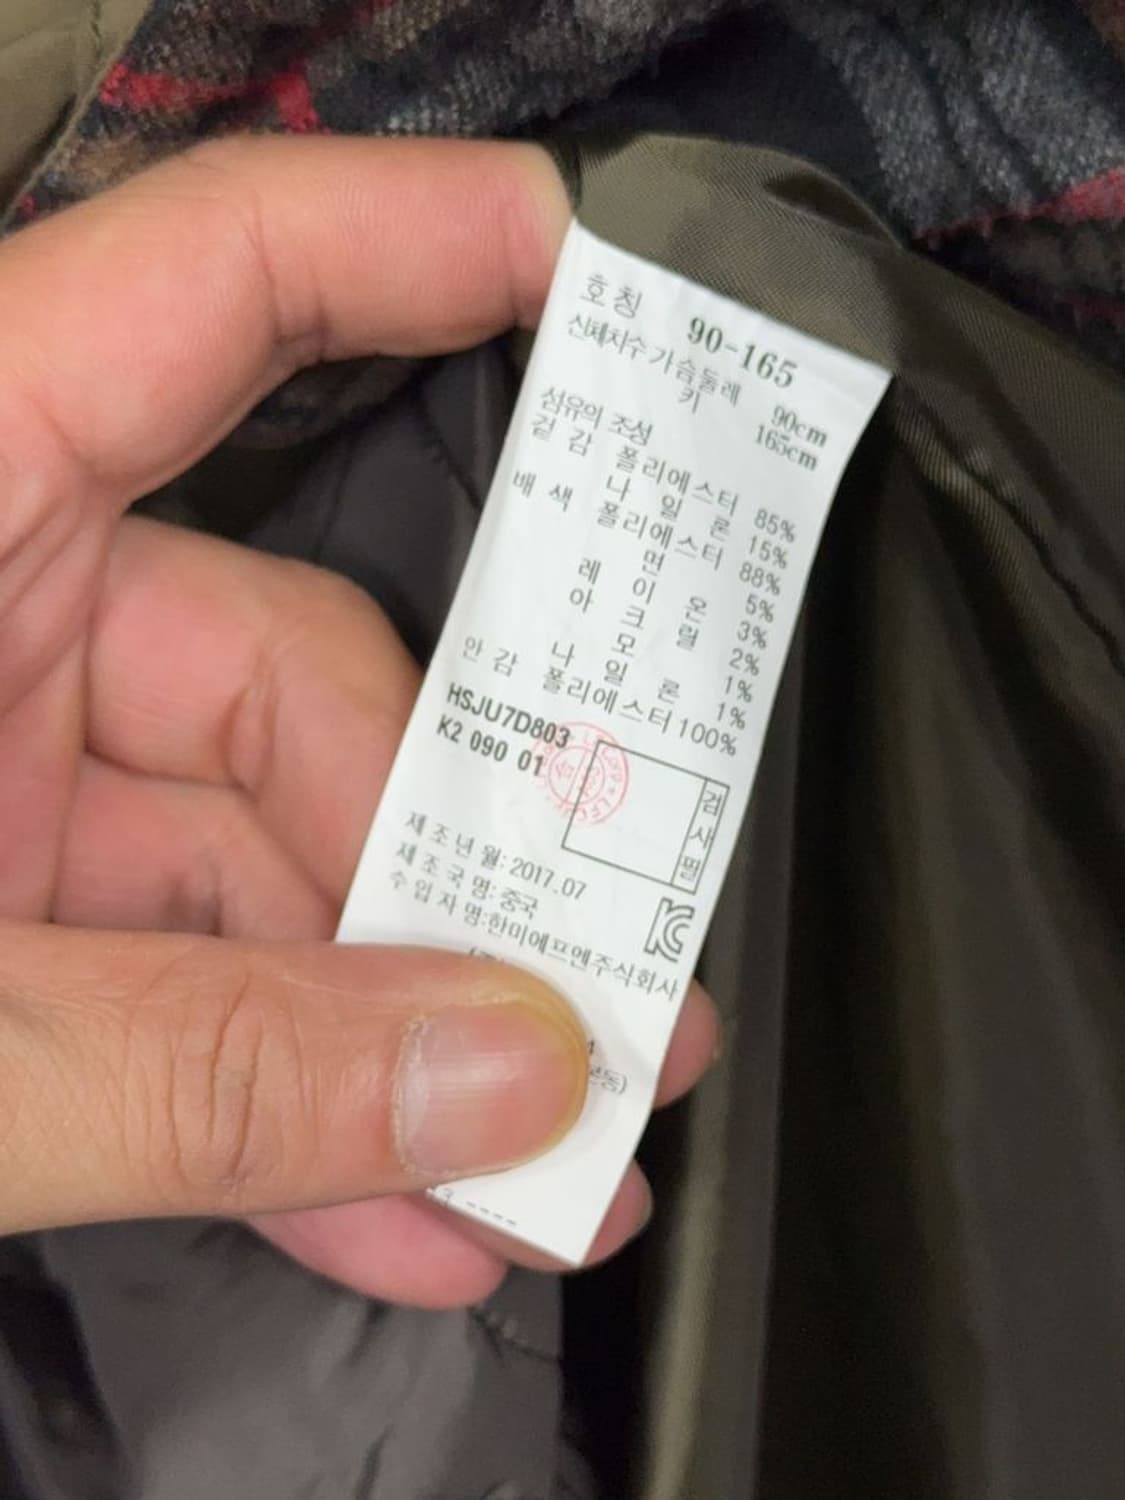 호 칭 90-165
신체치수 가슴둘레 90cm
키 165cm
섬유의 조성
겉 감 폴리에스터 85%
나 일 론 15%
배 색 폴리에스터 88%
면 5%
레 이 온 3%
아 크 릴 2%
모 1%
나 일 론 1%
안 감 폴리에스터 100%
HSJU7D803
K2 090 01
검사필
제 조 년 월: 2017.07
제 조 국 명: 중국
수 입 자 명:한미에프엔주식회사